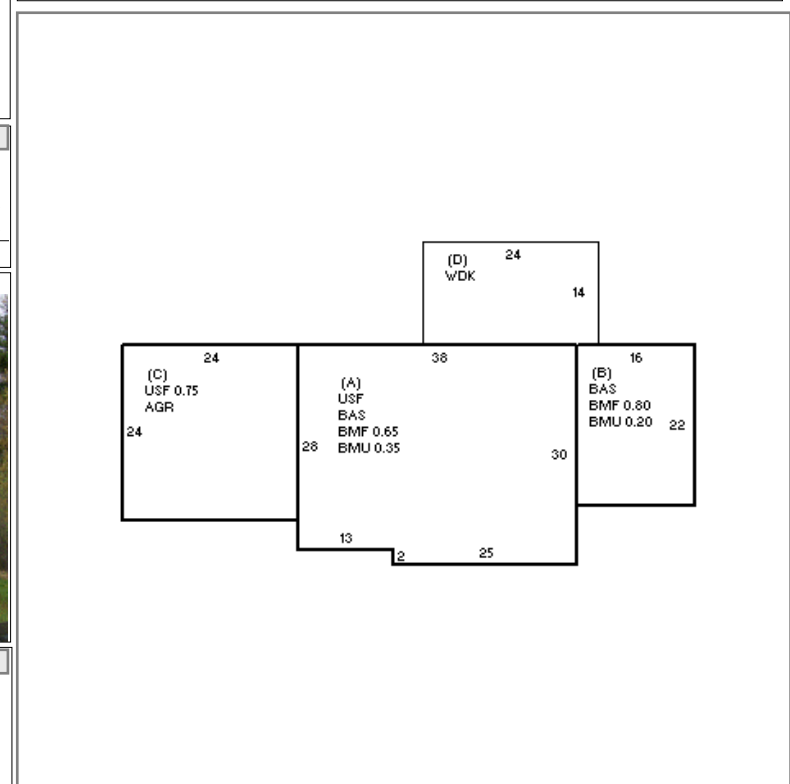 (D)
WDK
24
14
24
(C)
USF 0.75
AGR
24
38
(A)
USF
BAS
BMF 0.65
BMU 0.35
28
30
13
2
25
16
(B)
BAS
BMF 0.80
BMU 0.20
22